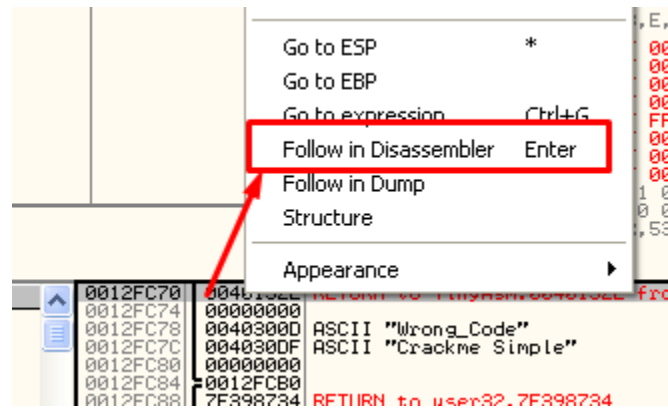 ,E,
Go to ESP *
Go to EBP
Go to expression Ctrl+G
Follow in Disassembler Enter
Follow in Dump
Structure
Appearance
0012FC70 RETURN to
0012FC74 00000000
0012FC78 0040300D ASCII "Wrong_Code"
0012FC7C 004030DF ASCII "Crackme Simple"
0012FC80 00000000
0012FC84 0012FCB0
0012FC88 7E398734 RETURN to user32.7E398734